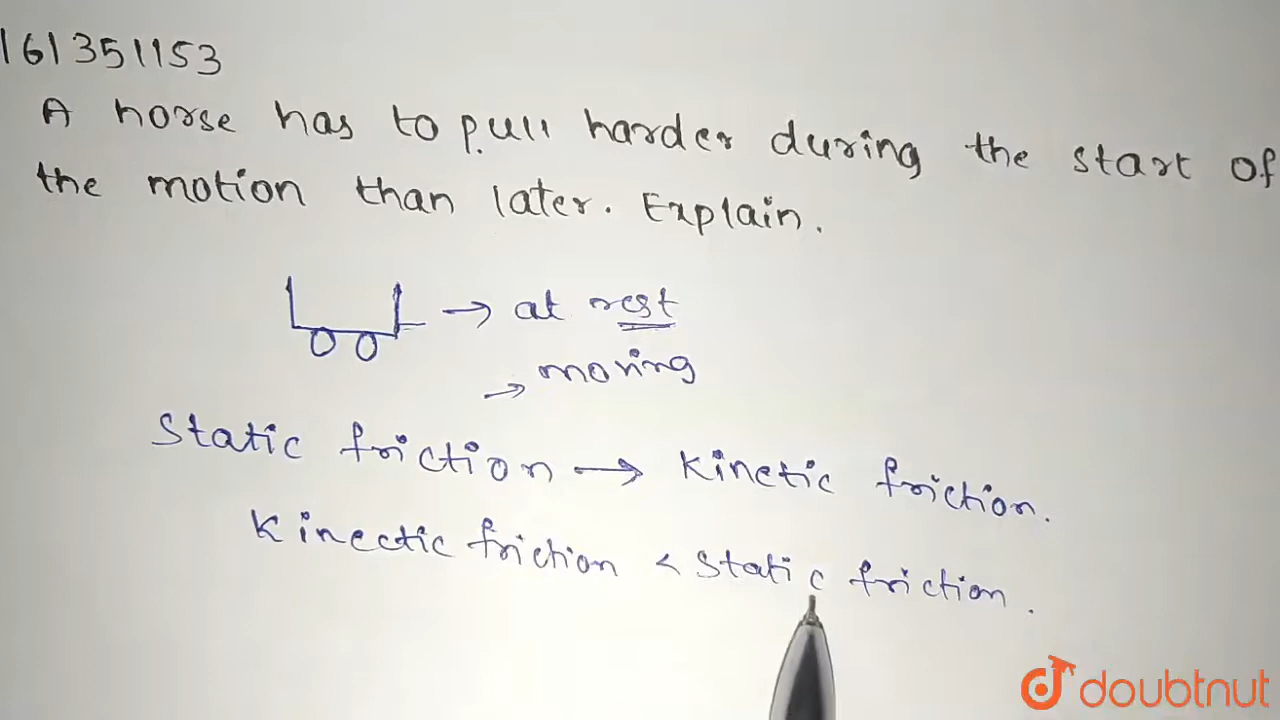 161351153
A horse has to pull harder during the start of
the motion than later. Explain.
→ at rest
→ moving
Static friction → Kinetic friction.
Kinectic friction < Static friction.
doubtnut